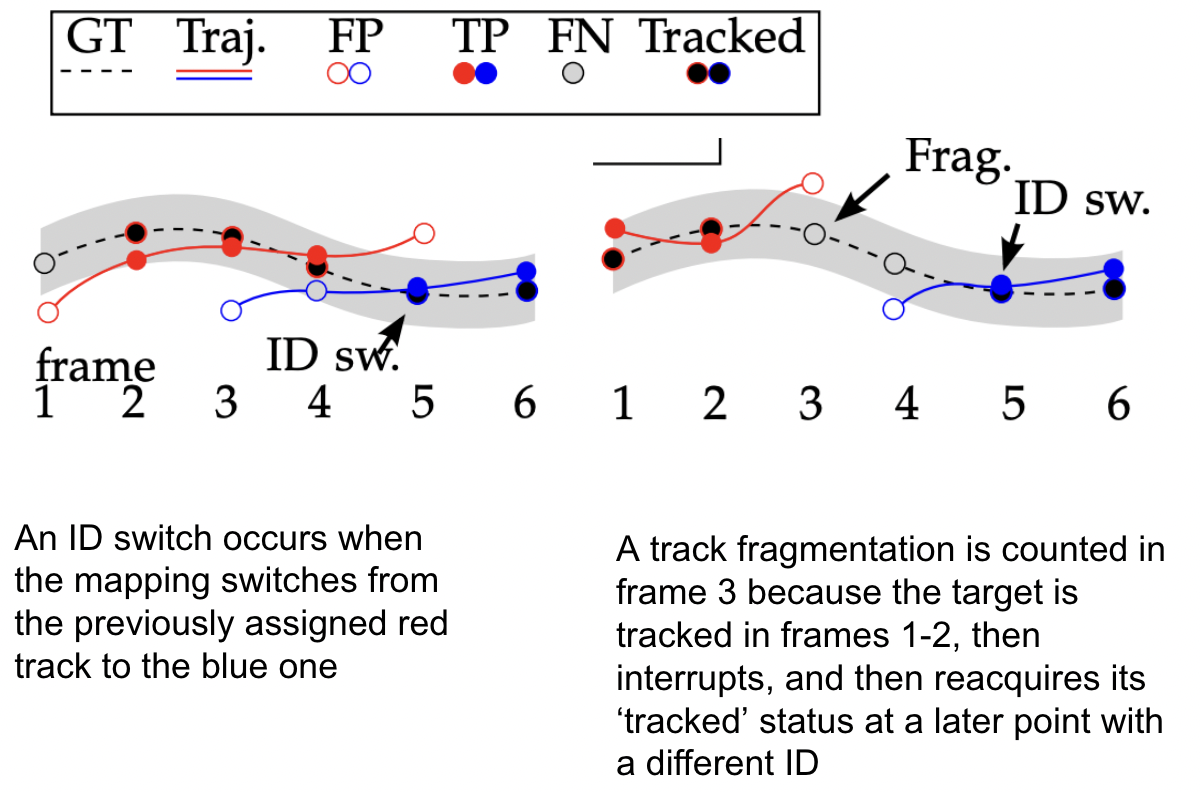 GT Traj. FP TP FN Tracked
Frag.
ID sw.
ID sw.
frame
1 2 3 4 5 6
1 2 3 4 5 6
An ID switch occurs when
the mapping switches from
the previously assigned red
track to the blue one
A track fragmentation is counted in
frame 3 because the target is
tracked in frames 1-2, then
interrupts, and then reacquires its
‘tracked’ status at a later point with
a different ID